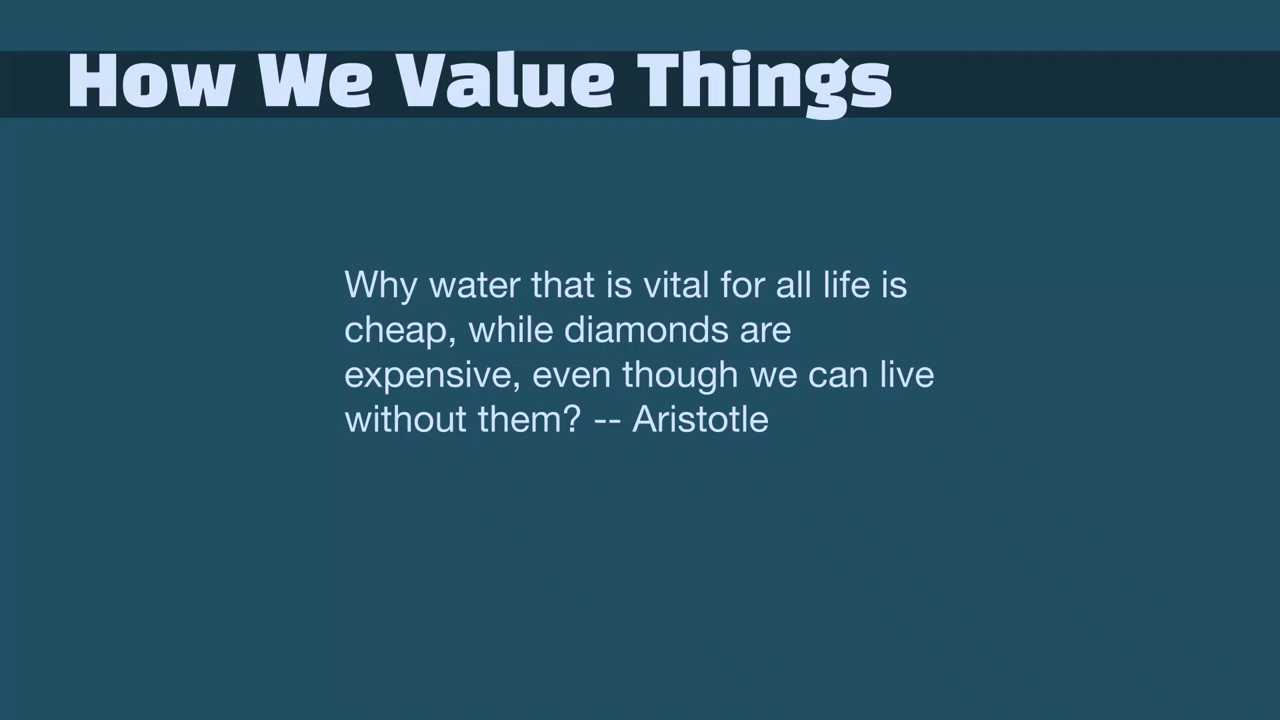 How We Value Things
Why water that is vital for all life is
cheap, while diamonds are
expensive, even though we can live
without them? -- Aristotle